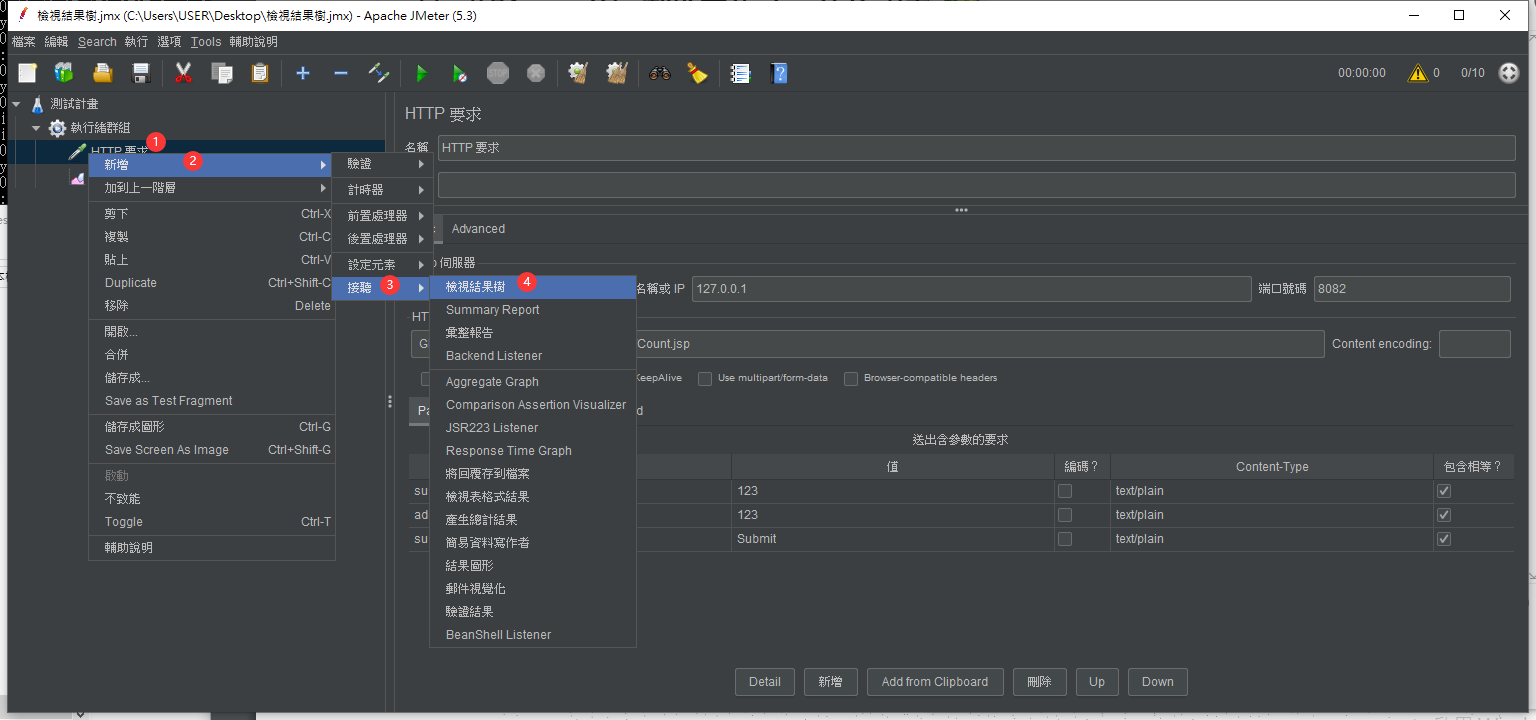 檢視結果樹.jmx (C:\Users\USER\Desktop\檢視結果樹.jmx) - Apache JMeter (5.3)
檔案 編輯 Search 執行 選項 Tools 輔助說明
STOP
00:00:00 0 0/10
測試計畫
執行緒群組
HTTP 要求 1
新增 2
加到上一階層
剪下 Ctrl-X
複製 Ctrl-C
貼上 Ctrl-V
Duplicate Ctrl+Shift-C
移除 Delete
開啟...
合併
儲存成...
Save as Test Fragment
儲存成圖形 Ctrl-G
Save Screen As Image Ctrl+Shift-G
啟動
不致能
Toggle Ctrl-T
輔助說明
驗證
計時器
前置處理器
後置處理器
設定元素
接聽 3
檢視結果樹 4
Summary Report
彙整報告
Backend Listener
Aggregate Graph
Comparison Assertion Visualizer
JSR223 Listener
Response Time Graph
將回覆存到檔案
檢視表格式結果
產生總計結果
簡易資料寫作者
結果圖形
郵件視覺化
驗證結果
BeanShell Listener
HTTP 要求
名稱 HTTP 要求
Advanced
伺服器
名稱或 IP 127.0.0.1 端口號碼 8082
HT
G Count.jsp Content encoding:
KeepAlive Use multipart/form-data Browser-compatible headers
Pa d
送出含參數的要求
值 編碼？ Content-Type 包含相等？
su 123 text/plain
ad 123 text/plain
su Submit text/plain
Detail 新增 Add from Clipboard 刪除 Up Down